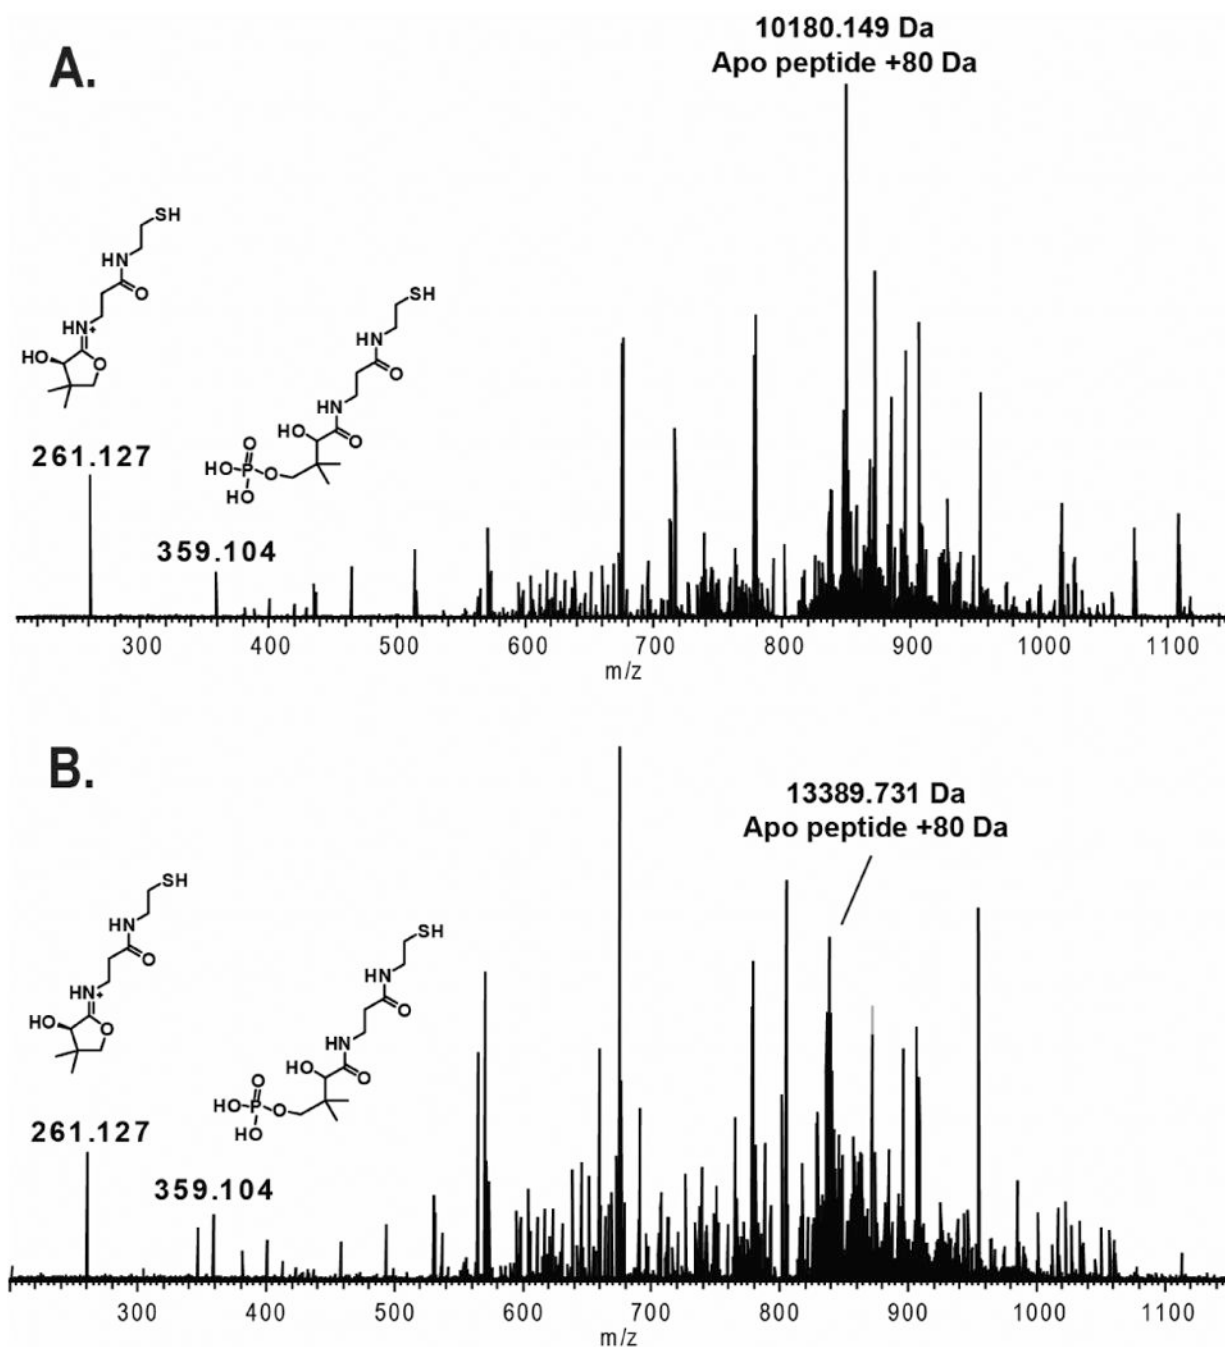 A.
10180.149 Da
Apo peptide +80 Da
SH
HN
O
HN+
HO
O
261.127
SH
HN
O
HN
HO
O
O
HO-P-O
HO
359.104
300 400 500 600 700 800 900 1000 1100
m/z
B.
13389.731 Da
Apo peptide +80 Da
SH
HN
O
HN+
HO
O
261.127
SH
HN
O
HN
HO
O
O
HO-P-O
HO
359.104
300 400 500 600 700 800 900 1000 1100
m/z